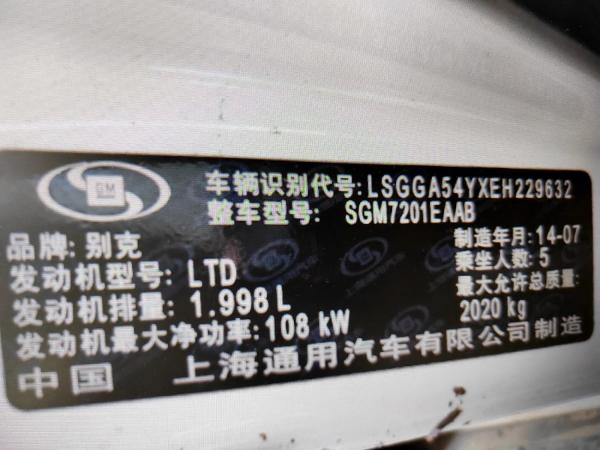 GM
车辆识别代号: LSGGA54YXEH229632
整车型号: SGM7201EAAB
品牌: 别克
制造年月: 14-07
发动机型号: LTD
乘坐人数: 5
发动机排量: 1.998 L
最大允许总质量:
2020 kg
发动机最大净功率: 108 kW
中国 上海通用汽车有限公司制造